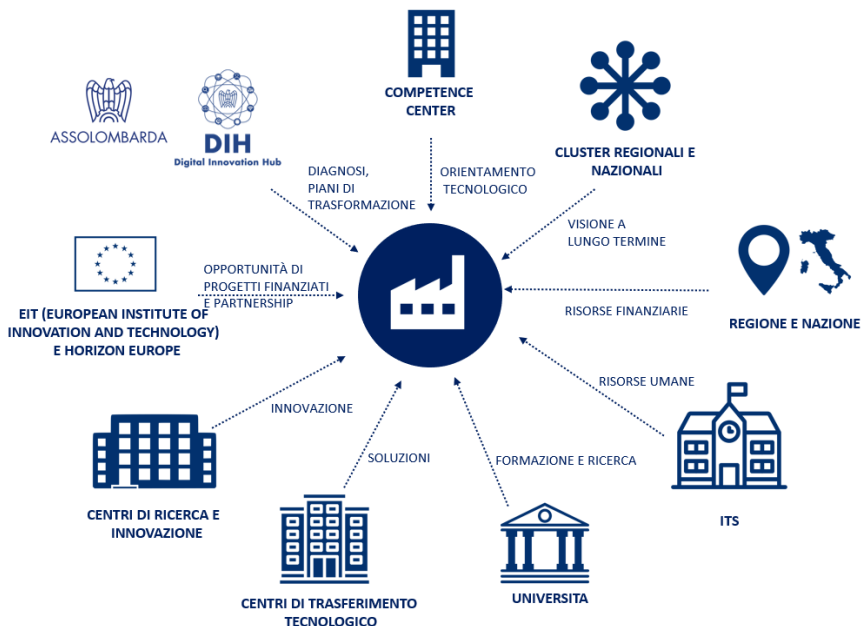 COMPETENCE
CENTER
ASSOLOMBARDA
DIH
Digital Innovation Hub
CLUSTER REGIONALI E
NAZIONALI
DIAGNOSI,
PIANI DI
TRASFORMAZIONE
ORIENTAMENTO
TECNOLOGICO
VISIONE A
LUNGO TERMINE
OPPORTUNITÀ DI
PROGETTI FINANZIATI
E PARTNERSHIP
EIT (EUROPEAN INSTITUTE OF
INNOVATION AND TECHNOLOGY)
E HORIZON EUROPE
RISORSE FINANZIARIE
REGIONE E NAZIONE
RISORSE UMANE
ITS
INNOVAZIONE
CENTRI DI RICERCA E
INNOVAZIONE
SOLUZIONI
CENTRI DI TRASFERIMENTO
TECNOLOGICO
FORMAZIONE E RICERCA
UNIVERSITA